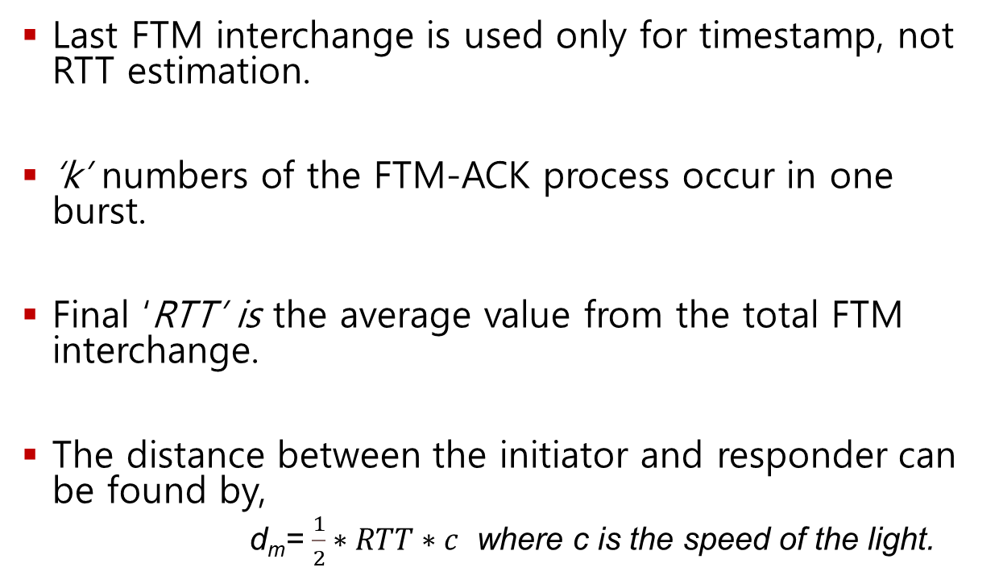 ▪ Last FTM interchange is used only for timestamp, not
RTT estimation.
▪ ‘k’ numbers of the FTM-ACK process occur in one
burst.
▪ Final ‘RTT’ is the average value from the total FTM
interchange.
▪ The distance between the initiator and responder can
be found by,
dₘ= 1/2 ∗ RTT ∗ c where c is the speed of the light.